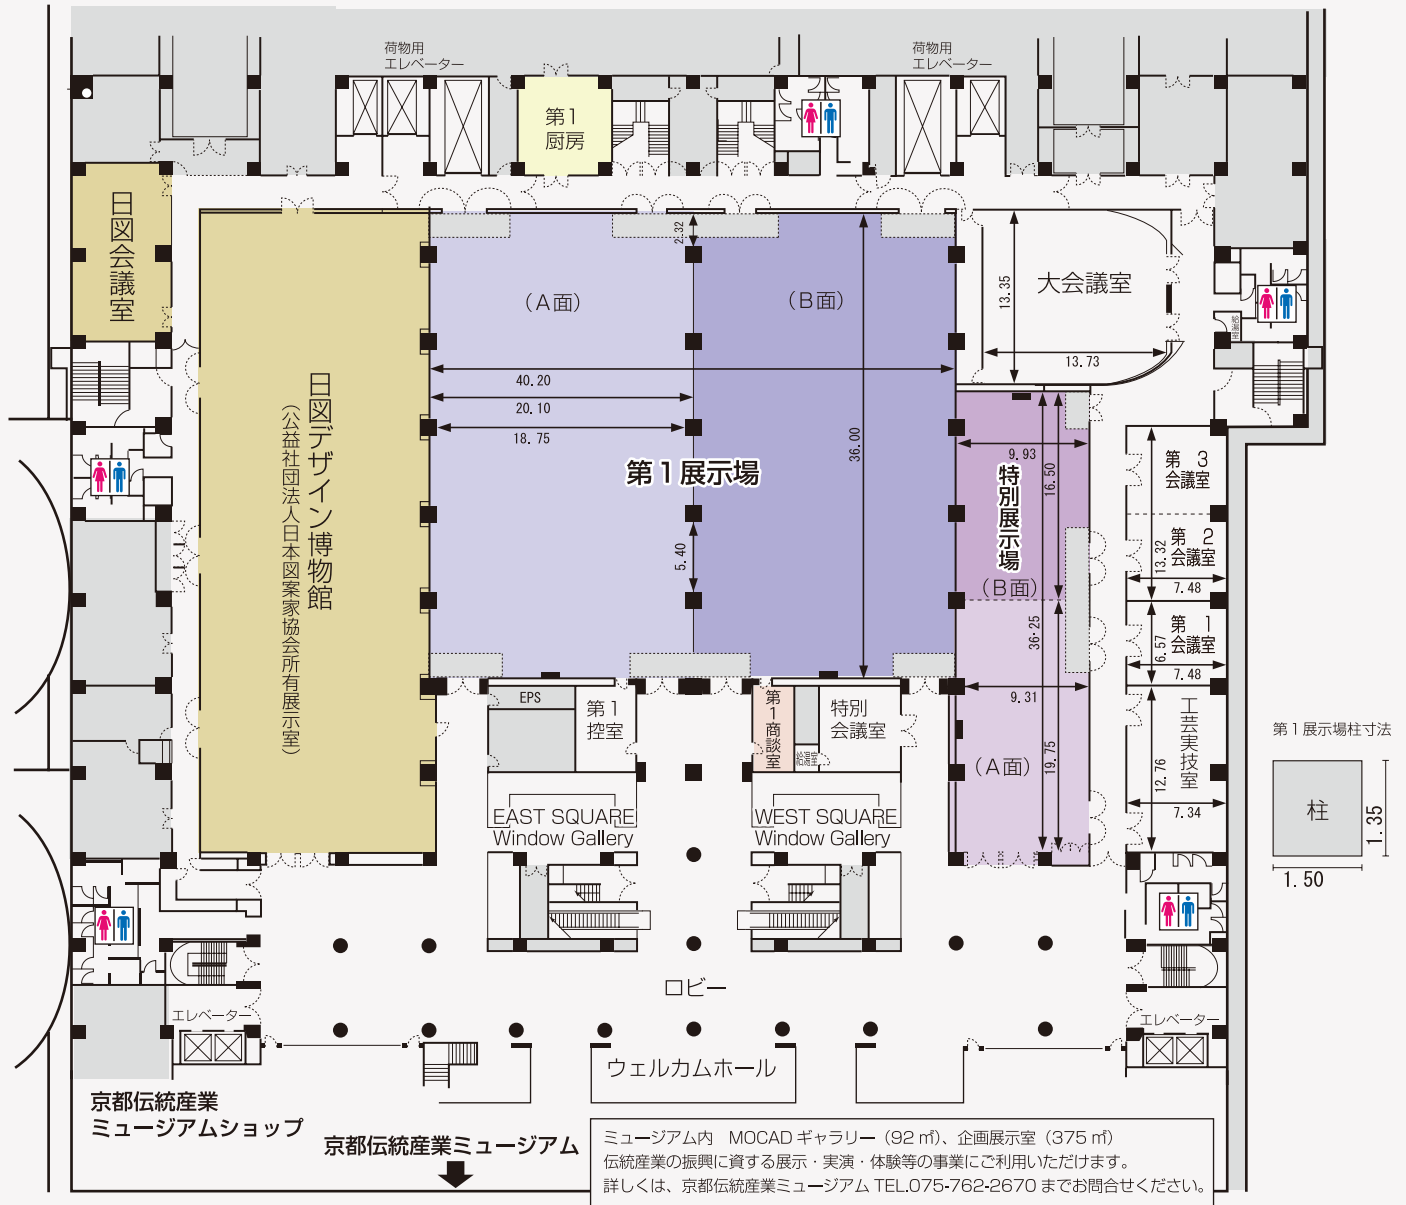 荷物用
エレベーター
荷物用
エレベーター
第1
厨房
日図会議室
2.32
(A面)
(B面)
13.35
大会議室
給湯室
13.73
40.20
20.10
18.75
36.00
日図デザイン博物館
(公益社団法人日本図案家協会所有展示室)
第1展示場
9.93
16.50
特別展示場
(B面)
36.25
5.40
第 3
会議室
第 2
会議室
13.32
7.48
第 1
会議室
6.57
7.48
9.31
(A面)
19.75
工芸実技室
12.76
7.34
EPS
第1
控室
第1商談室
給湯室
特別
会議室
第1展示場柱寸法
柱
1.35
1.50
EAST SQUARE
Window Gallery
WEST SQUARE
Window Gallery
ロビー
エレベーター
エレベーター
ウェルカムホール
京都伝統産業
ミュージアムショップ
京都伝統産業ミュージアム
ミュージアム内 MOCADギャラリー(92㎡)、企画展示室(375㎡)
伝統産業の振興に資する展示・実演・体験等の事業にご利用いただけます。
詳しくは、京都伝統産業ミュージアム TEL.075-762-2670までお問合せください。